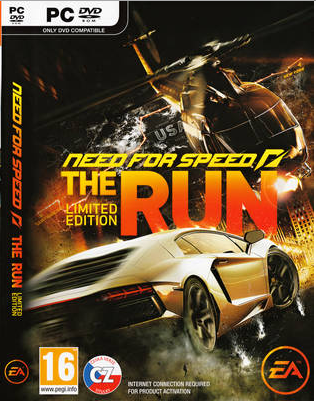 PC
DVD
ROM
PC DVD
ROM
ONLY DVD COMPATIBLE
USA
NEED FOR SPEED
THE RUN
LIMITED
EDITION
NEED FOR SPEED
THE RUN
LIMITED
EDITION
EA
16
www.pegi.info
CZ
INTERNET CONNECTION REQUIRED
FOR PRODUCT ACTIVATION
EA